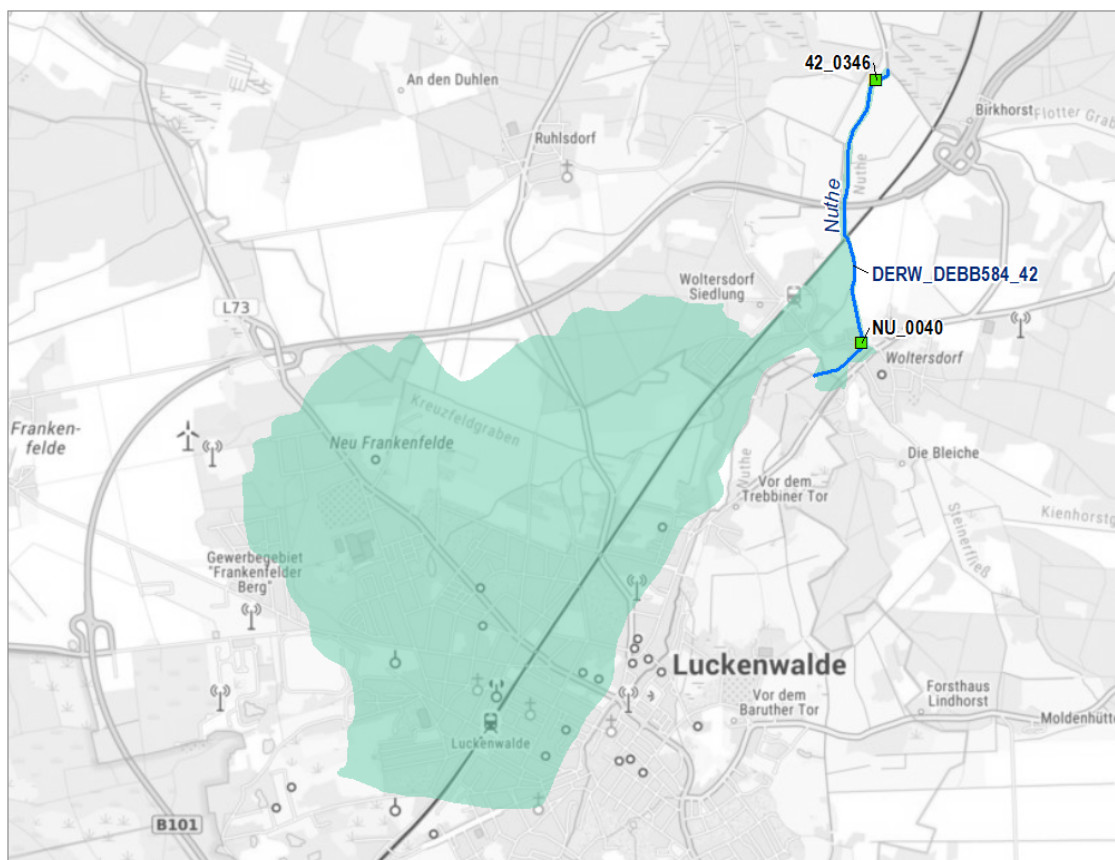 42_0346
An den Duhlen
Birkhorst
Flotter Grab
Ruhlsdorf
Nuthe
Nuthe
Woltersdorf
Siedlung
DERW_DEBB584_42
L73
NU_0040
Woltersdorf
Kreuzfeldgraben
Franken-
felde
Neu Frankenfelde
Die Bleiche
Nuthe
Vor dem
Trebbiner Tor
Kienhorstg
Steinerfließ
Gewerbegebiet
"Frankenfelder
Berg"
Luckenwalde
Forsthaus
Lindhorst
Vor dem
Baruther Tor
Moldenhütte
Luckenwalde
B101